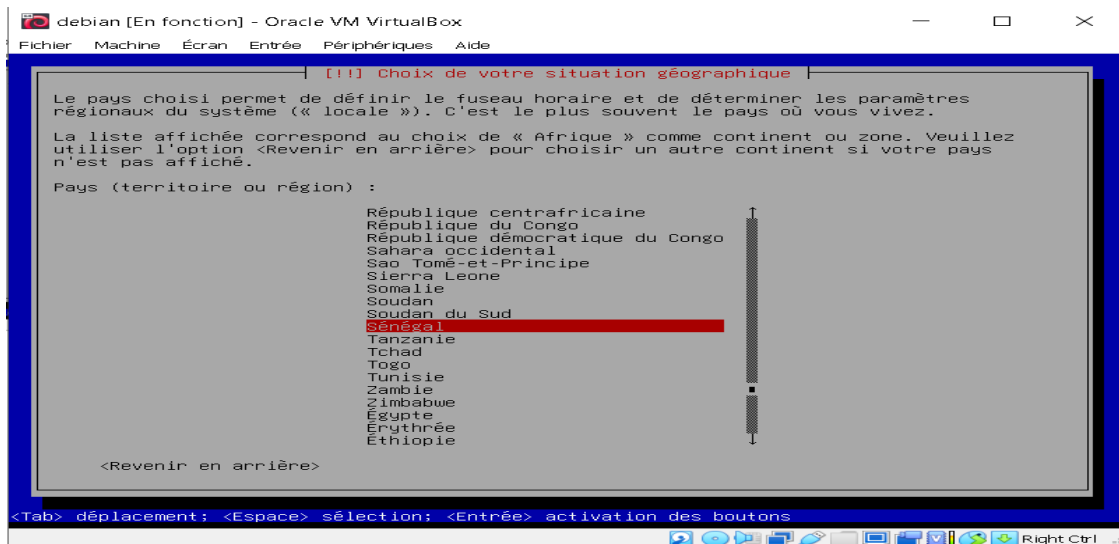 debian [En fonction] - Oracle VM VirtualBox
Fichier Machine Écran Entrée Périphériques Aide
[!!] Choix de votre situation géographique
Le pays choisi permet de définir le fuseau horaire et de déterminer les paramètres
régionaux du système (« locale »). C'est le plus souvent le pays où vous vivez.
La liste affichée correspond au choix de « Afrique » comme continent ou zone. Veuillez
utiliser l'option <Revenir en arrière> pour choisir un autre continent si votre pays
n'est pas affiché.
Pays (territoire ou région) :
République centrafricaine
République du Congo
République démocratique du Congo
Sahara occidental
Sao Tomé-et-Principe
Sierra Leone
Somalie
Soudan
Soudan du Sud
Sénégal
Tanzanie
Tchad
Togo
Tunisie
Zambie
Zimbabwe
Égypte
Érythrée
Éthiopie
<Revenir en arrière>
<Tab> déplacement; <Espace> sélection; <Entrée> activation des boutons
Right Ctrl